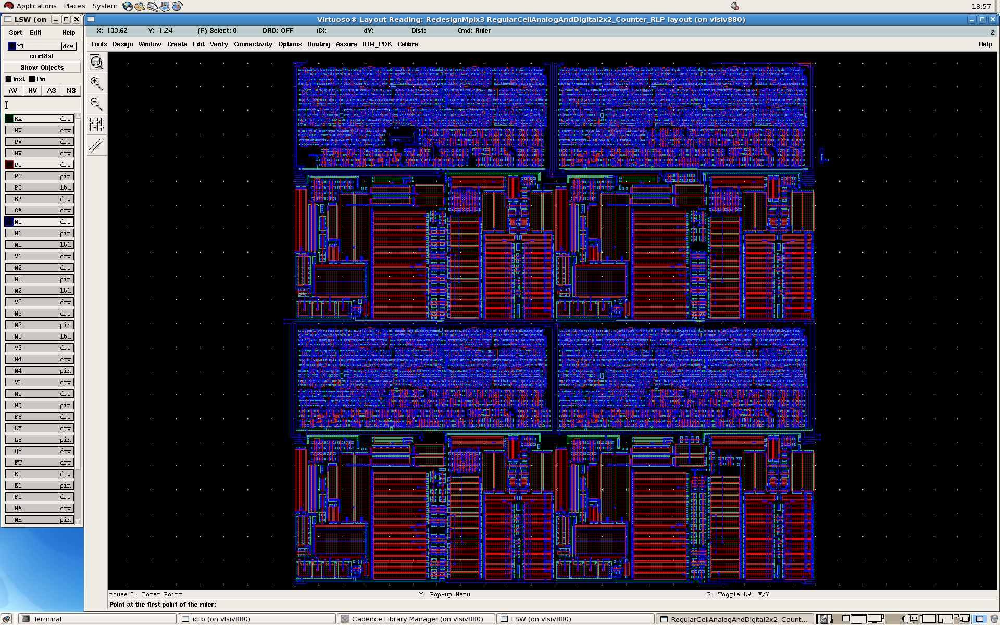 Applications Places System 18:57
LSW (on
Virtuoso® Layout Reading: RedesignMpix3 RegularCellAnalogAndDigital2x2_Counter_RLP layout (on vlsiv880)
X: 133.62 Y: -1.24 (F) Select: 0 DRD: OFF dX: dY: Dist: Cmd: Ruler 2
Tools Design Window Create Edit Verify Connectivity Options Routing Assura IBM_PDK Calibre Help
Sort Edit Help
M1 drw
cmrf8sf
Show Objects
Inst Pin
AV NV AS NS
RX drw
NW drw
PV drw
NV drw
PC drw
PC pin
PC lbl
BP drw
CA drw
M1 drw
M1 pin
M1 lbl
V1 drw
M2 drw
M2 pin
M2 lbl
V2 drw
M3 drw
M3 pin
M3 lbl
V3 drw
M4 drw
M4 pin
VL drw
MQ drw
MQ pin
FY drw
LY drw
LY pin
QY drw
FT drw
E1 drw
E1 pin
F1 drw
MA drw
MA pin
mouse L: Enter Point M: Pop-up Menu R: Toggle L90 X/Y
Point at the first point of the ruler:
Terminal icfb (on vlsiv880) Cadence Library Manager (on vlsiv880) LSW (on vlsiv880) RegularCellAnalogAndDigital2x2_Count...